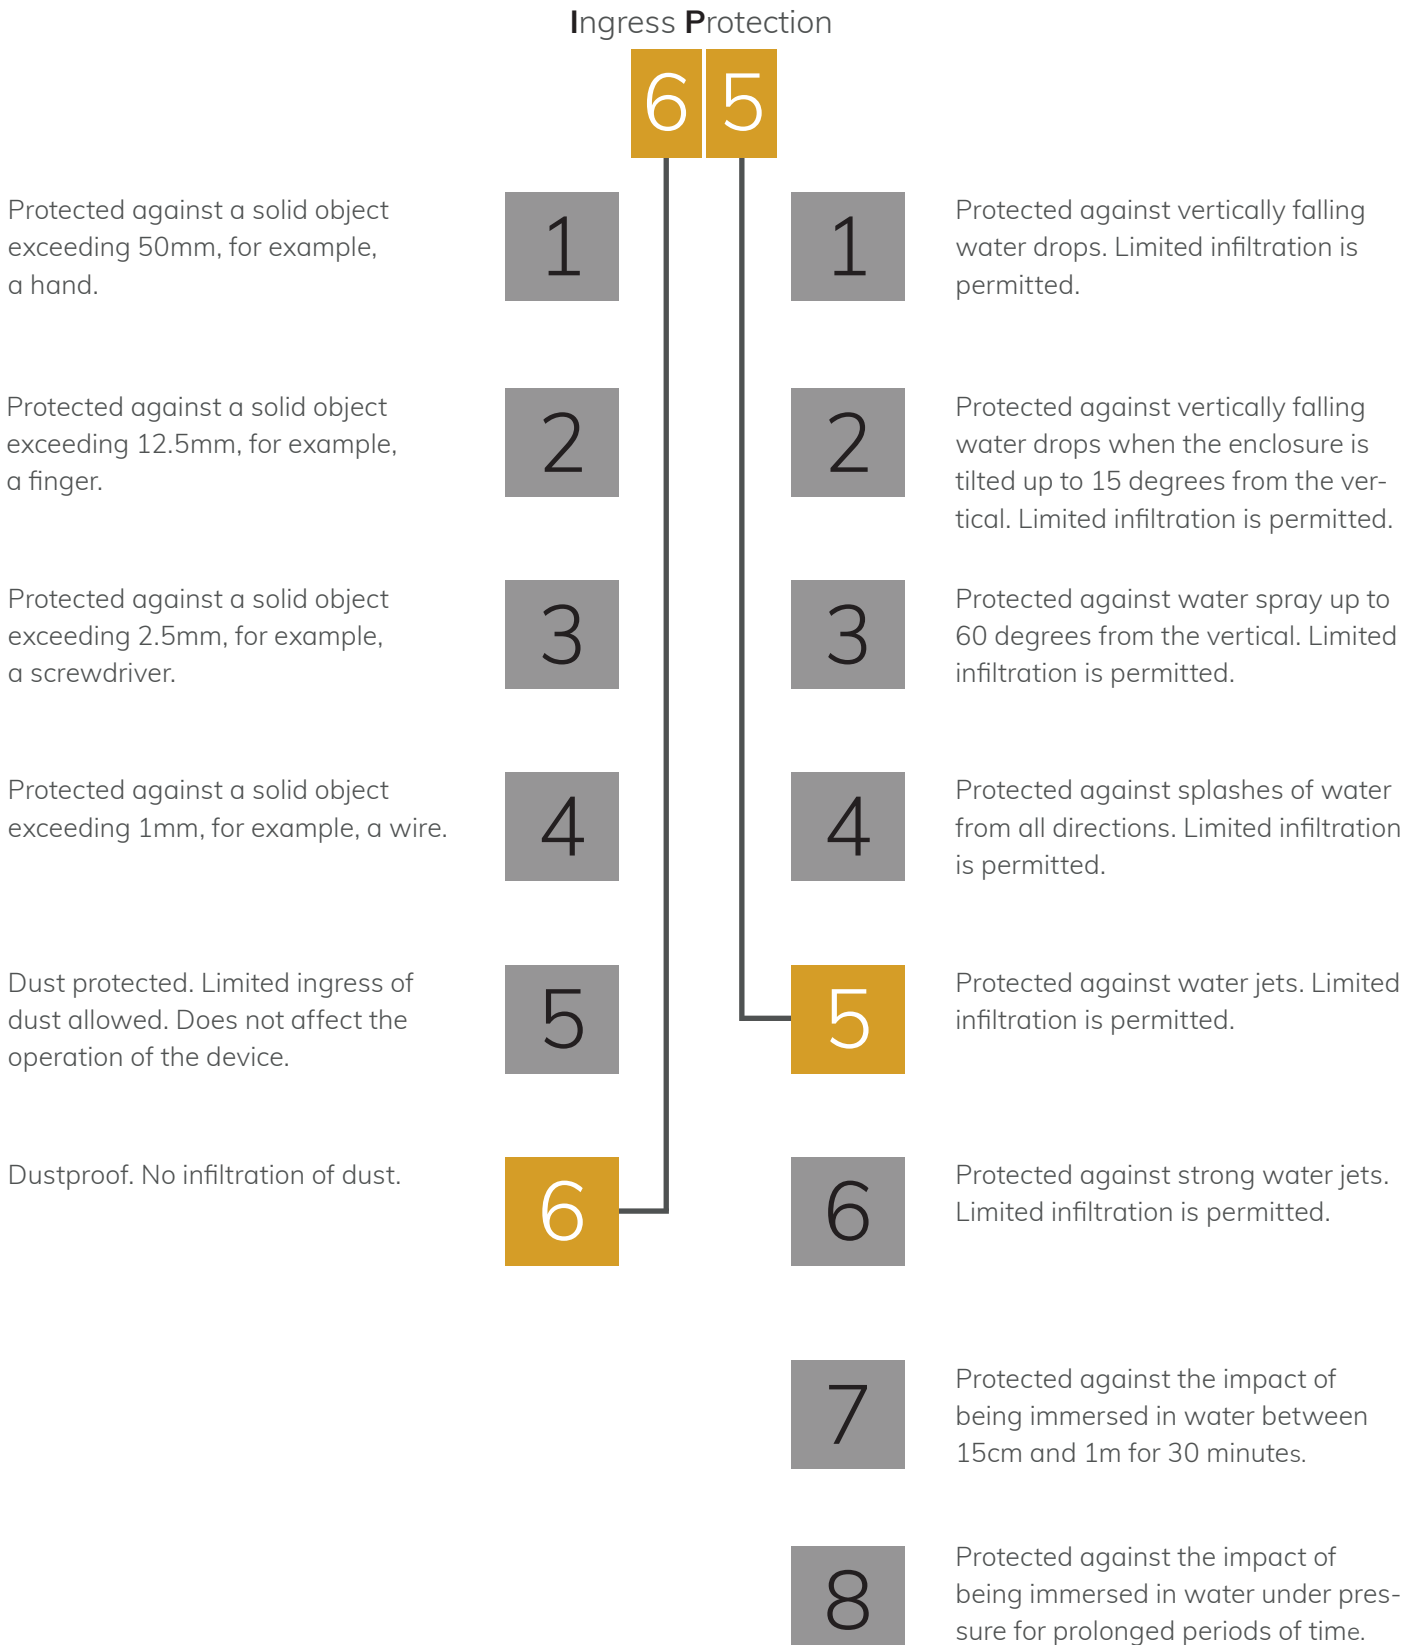 Ingress Protection
6 5
Protected against a solid object
exceeding 50mm, for example,
a hand.
1
1
Protected against vertically falling
water drops. Limited infiltration is
permitted.
Protected against a solid object
exceeding 12.5mm, for example,
a finger.
2
2
Protected against vertically falling
water drops when the enclosure is
tilted up to 15 degrees from the ver-
tical. Limited infiltration is permitted.
Protected against a solid object
exceeding 2.5mm, for example,
a screwdriver.
3
3
Protected against water spray up to
60 degrees from the vertical. Limited
infiltration is permitted.
Protected against a solid object
exceeding 1mm, for example, a wire.
4
4
Protected against splashes of water
from all directions. Limited infiltration
is permitted.
Dust protected. Limited ingress of
dust allowed. Does not affect the
operation of the device.
5
5
Protected against water jets. Limited
infiltration is permitted.
Dustproof. No infiltration of dust.
6
6
Protected against strong water jets.
Limited infiltration is permitted.
7
Protected against the impact of
being immersed in water between
15cm and 1m for 30 minutes.
8
Protected against the impact of
being immersed in water under pres-
sure for prolonged periods of time.